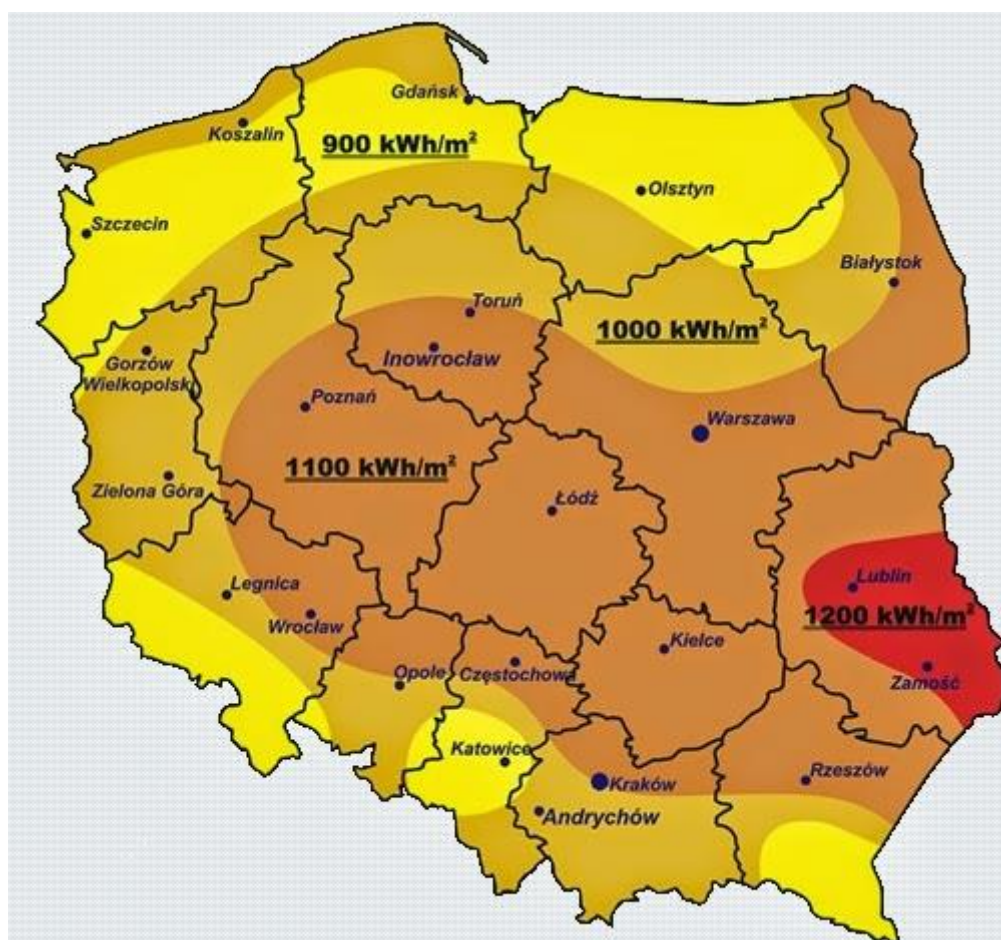 Gdańsk
Koszalin
900 kWh/m²
Olsztyn
Szczecin
Białystok
Toruń
1000 kWh/m²
Gorzów
Wielkopolski
Inowrocław
Poznań
Warszawa
1100 kWh/m²
Zielona Góra
Łódź
Legnica
Lublin
Wrocław
1200 kWh/m²
Kielce
Opole
Częstochowa
Zamość
Katowice
Kraków
Rzeszów
Andrychów